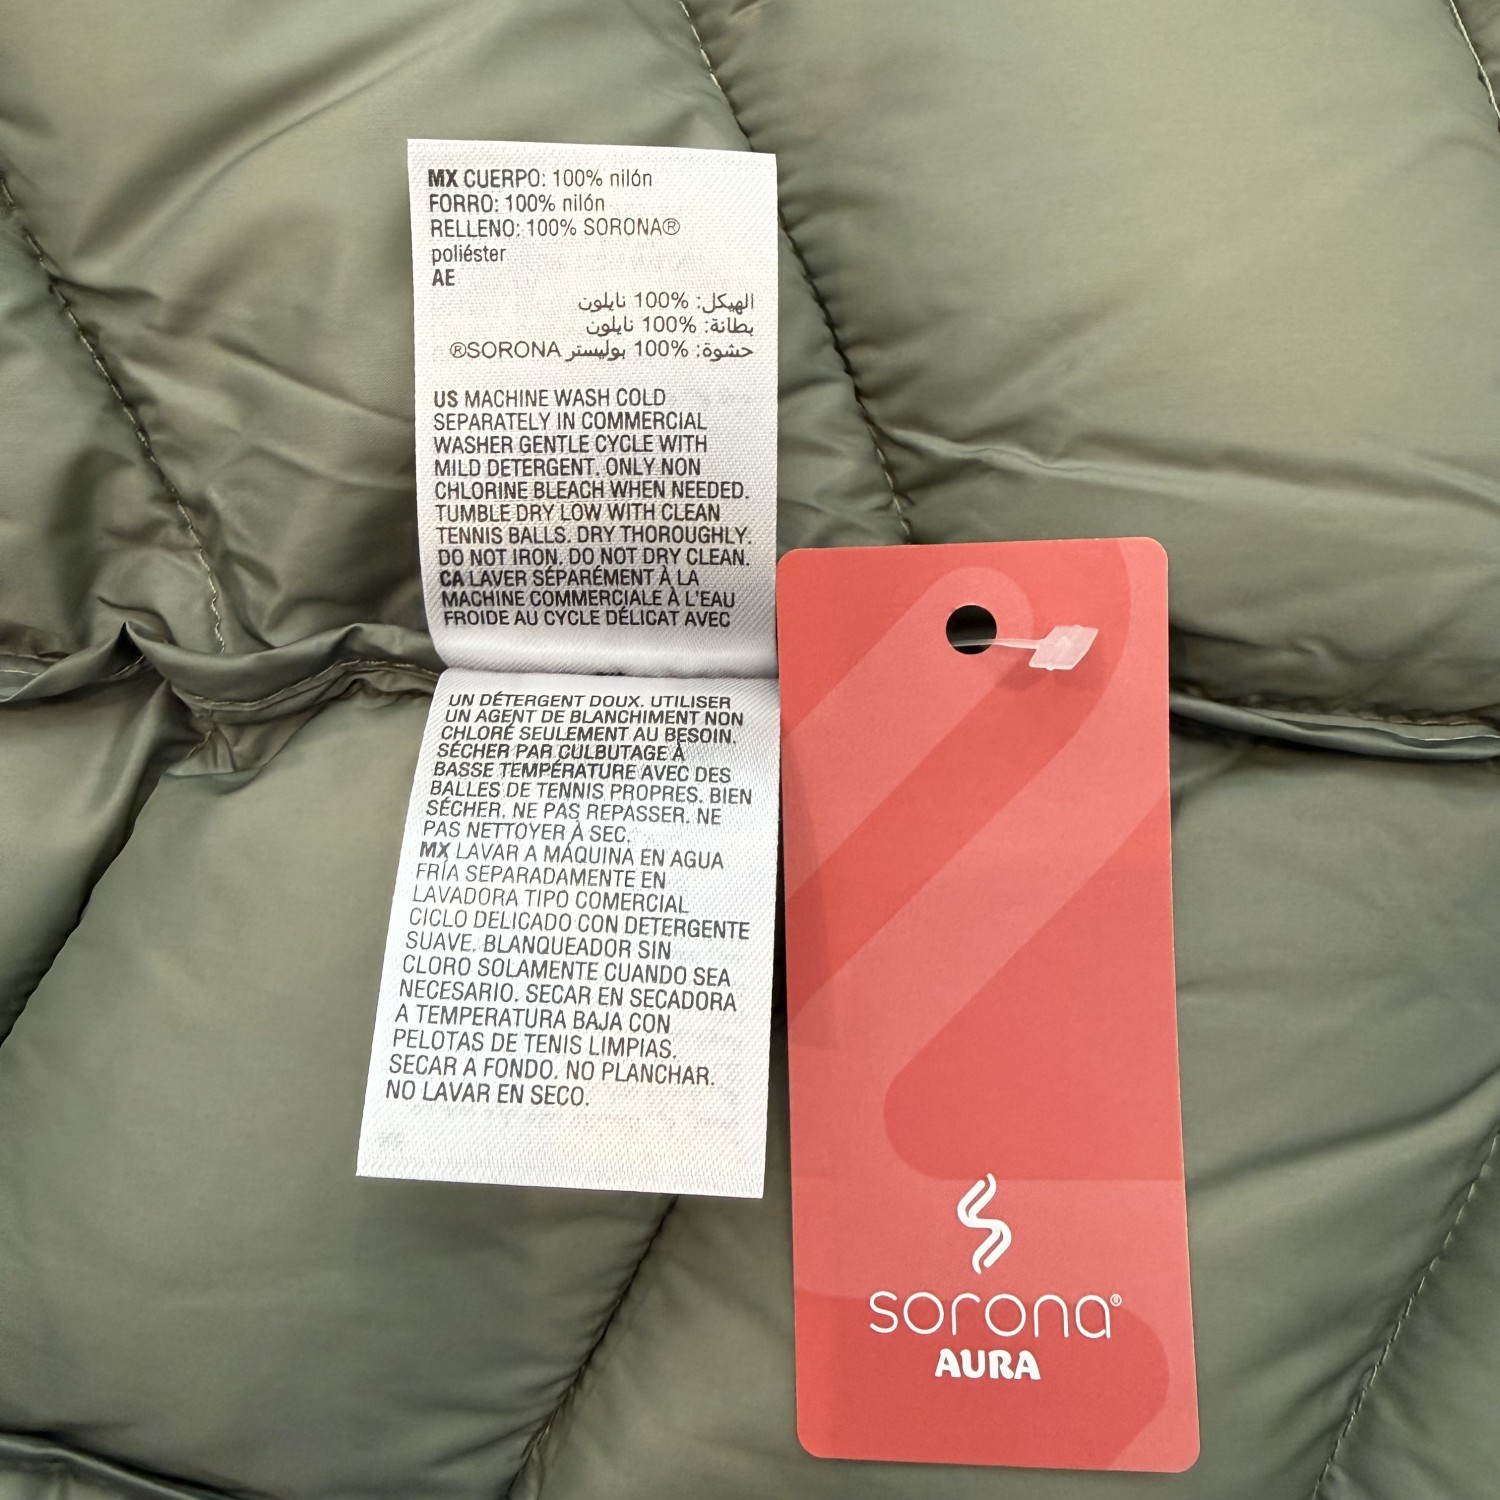 MX CUERPO: 100% nilón
FORRO: 100% nilón
RELLENO: 100% SORONA®
poliéster
AE
الهيكل: 100% نايلون
بطانة: 100% نايلون
حشوة: 100% بوليستر SORONA®
US MACHINE WASH COLD
SEPARATELY IN COMMERCIAL
WASHER GENTLE CYCLE WITH
MILD DETERGENT. ONLY NON
CHLORINE BLEACH WHEN NEEDED.
TUMBLE DRY LOW WITH CLEAN
TENNIS BALLS. DRY THOROUGHLY.
DO NOT IRON. DO NOT DRY CLEAN.
CA LAVER SÉPARÉMENT À LA
MACHINE COMMERCIALE À L'EAU
FROIDE AU CYCLE DÉLICAT AVEC
UN DÉTERGENT DOUX. UTILISER
UN AGENT DE BLANCHIMENT NON
CHLORÉ SEULEMENT AU BESOIN.
SÉCHER PAR CULBUTAGE À
BASSE TEMPÉRATURE AVEC DES
BALLES DE TENNIS PROPRES. BIEN
SÉCHER. NE PAS REPASSER. NE
PAS NETTOYER À SEC.
MX LAVAR A MÁQUINA EN AGUA
FRÍA SEPARADAMENTE EN
LAVADORA TIPO COMERCIAL
CICLO DELICADO CON DETERGENTE
SUAVE. BLANQUEADOR SIN
CLORO SOLAMENTE CUANDO SEA
NECESARIO. SECAR EN SECADORA
A TEMPERATURA BAJA CON
PELOTAS DE TENIS LIMPIAS.
SECAR A FONDO. NO PLANCHAR.
NO LAVAR EN SECO.
sorona®
AURA